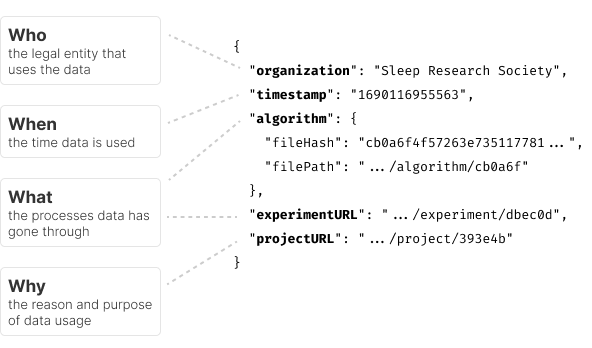 Who
the legal entity that
uses the data
When
the time data is used
What
the processes data has
gone through
Why
the reason and purpose
of data usage
{
"organization": "Sleep Research Society",
"timestamp": "1690116955563",
"algorithm": {
"fileHash": "cb0a6f4f57263e735117781...",
"filePath": ".../algorithm/cb0a6f"
},
"experimentURL": ".../experiment/dbec0d",
"projectURL": ".../project/393e4b"
}